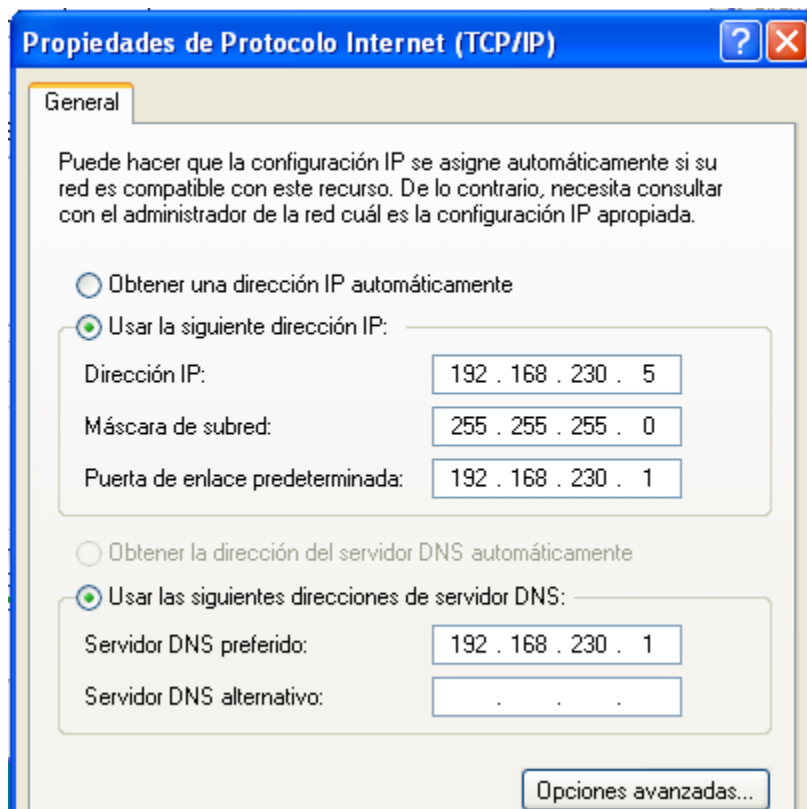 Propiedades de Protocolo Internet (TCP/IP)
General
Puede hacer que la configuración IP se asigne automáticamente si su
red es compatible con este recurso. De lo contrario, necesita consultar
con el administrador de la red cuál es la configuración IP apropiada.
Obtener una dirección IP automáticamente
Usar la siguiente dirección IP:
Dirección IP: 192 . 168 . 230 . 5
Máscara de subred: 255 . 255 . 255 . 0
Puerta de enlace predeterminada: 192 . 168 . 230 . 1
Obtener la dirección del servidor DNS automáticamente
Usar las siguientes direcciones de servidor DNS:
Servidor DNS preferido: 192 . 168 . 230 . 1
Servidor DNS alternativo: . . .
Opciones avanzadas...